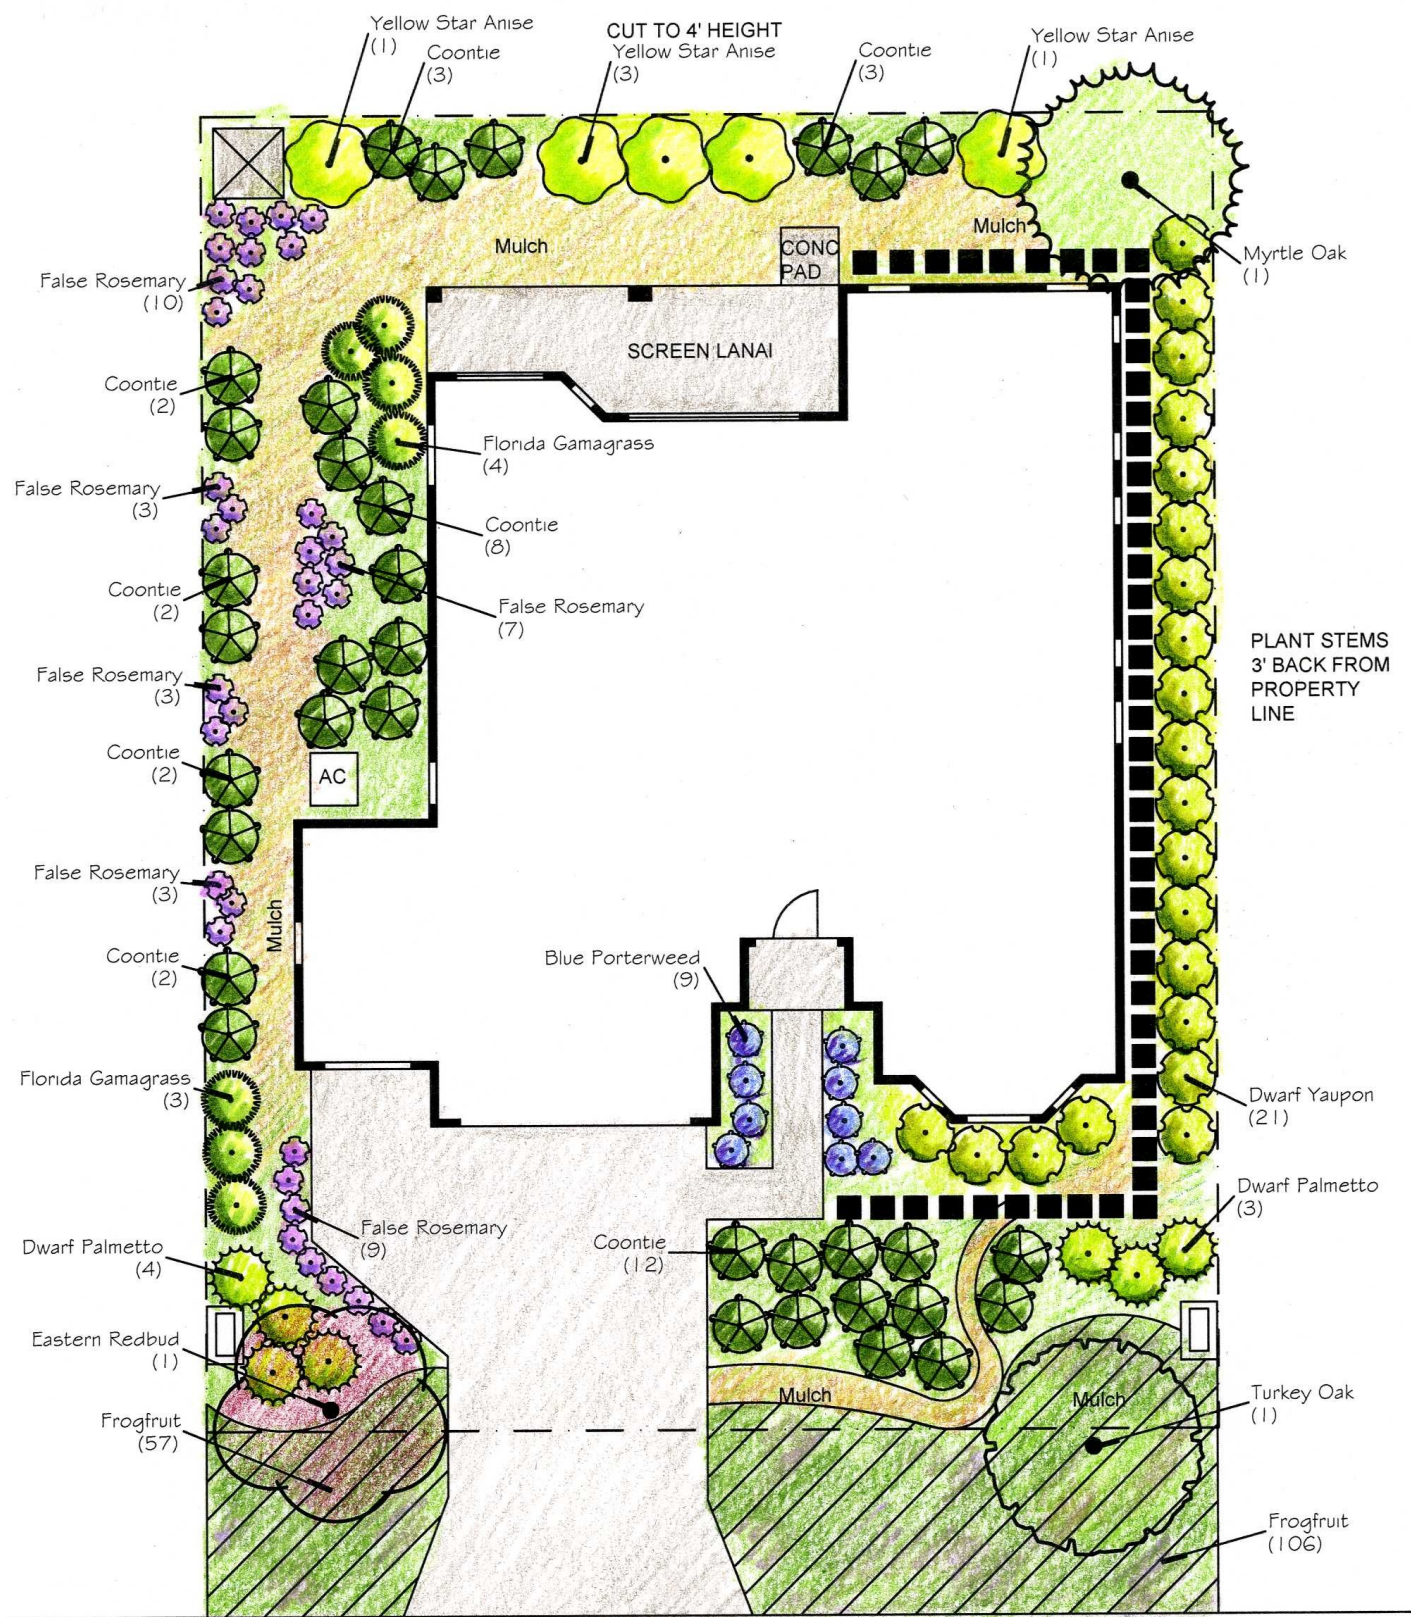 Yellow Star Anise
(1)
Coontie
(3)
CUT TO 4' HEIGHT
Yellow Star Anise
(3)
Coontie
(3)
Yellow Star Anise
(1)
Mulch
CONC
PAD
Mulch
Myrtle Oak
(1)
False Rosemary
(10)
SCREEN LANAI
Coontie
(2)
Florida Gamagrass
(4)
False Rosemary
(3)
Coontie
(8)
Coontie
(2)
False Rosemary
(7)
PLANT STEMS
3' BACK FROM
PROPERTY
LINE
False Rosemary
(3)
Coontie
(2)
AC
False Rosemary
(3)
Mulch
Coontie
(2)
Blue Porterweed
(9)
Florida Gamagrass
(3)
Dwarf Yaupon
(21)
Dwarf Palmetto
(3)
False Rosemary
(9)
Coontie
(12)
Dwarf Palmetto
(4)
Eastern Redbud
(1)
Mulch
Mulch
Turkey Oak
(1)
Frogfruit
(57)
Frogfruit
(106)